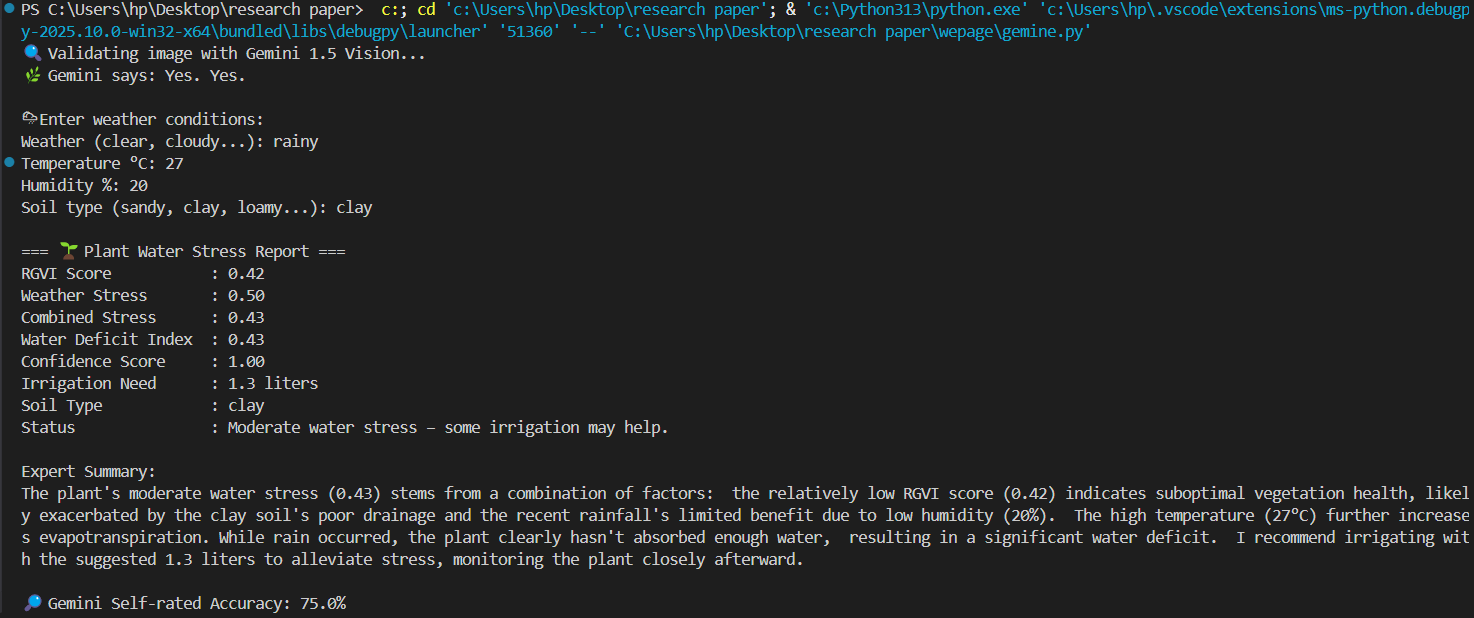 PS C:\Users\hp\Desktop\research paper>  c:; cd 'c:\Users\hp\Desktop\research paper'; & 'c:\Python313\python.exe' 'c:\Users\hp\.vscode\extensions\ms-python.debugp
y-2025.10.0-win32-x64\bundled\libs\debugpy\launcher' '51360' '--' 'C:\Users\hp\Desktop\research paper\wepage\gemine.py'
🔍 Validating image with Gemini 1.5 Vision...
🌿 Gemini says: Yes. Yes.
🌧Enter weather conditions:
Weather (clear, cloudy...): rainy
Temperature °C: 27
Humidity %: 20
Soil type (sandy, clay, loamy...): clay
=== 🌱 Plant Water Stress Report ===
RGVI Score           : 0.42
Weather Stress       : 0.50
Combined Stress      : 0.43
Water Deficit Index  : 0.43
Confidence Score     : 1.00
Irrigation Need      : 1.3 liters
Soil Type            : clay
Status               : Moderate water stress – some irrigation may help.
Expert Summary:
The plant's moderate water stress (0.43) stems from a combination of factors:  the relatively low RGVI score (0.42) indicates suboptimal vegetation health, likel
y exacerbated by the clay soil's poor drainage and the recent rainfall's limited benefit due to low humidity (20%).  The high temperature (27°C) further increase
s evapotranspiration. While rain occurred, the plant clearly hasn't absorbed enough water,  resulting in a significant water deficit.  I recommend irrigating wit
h the suggested 1.3 liters to alleviate stress, monitoring the plant closely afterward.
🔎 Gemini Self-rated Accuracy: 75.0%